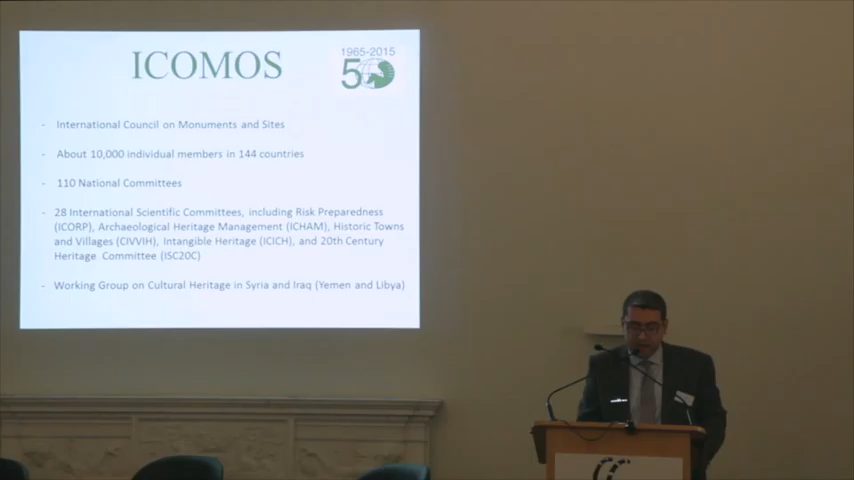 ICOMOS
1965-2015
50
- International Council on Monuments and Sites
- About 10,000 individual members in 144 countries
- 110 National Committees
- 28 International Scientific Committees, including Risk Preparedness
(ICORP), Archaeological Heritage Management (ICHAM), Historic Towns
and Villages (CIVVIH), Intangible Heritage (ICICH), and 20th Century
Heritage Committee (ISC20C)
- Working Group on Cultural Heritage in Syria and Iraq (Yemen and Libya)